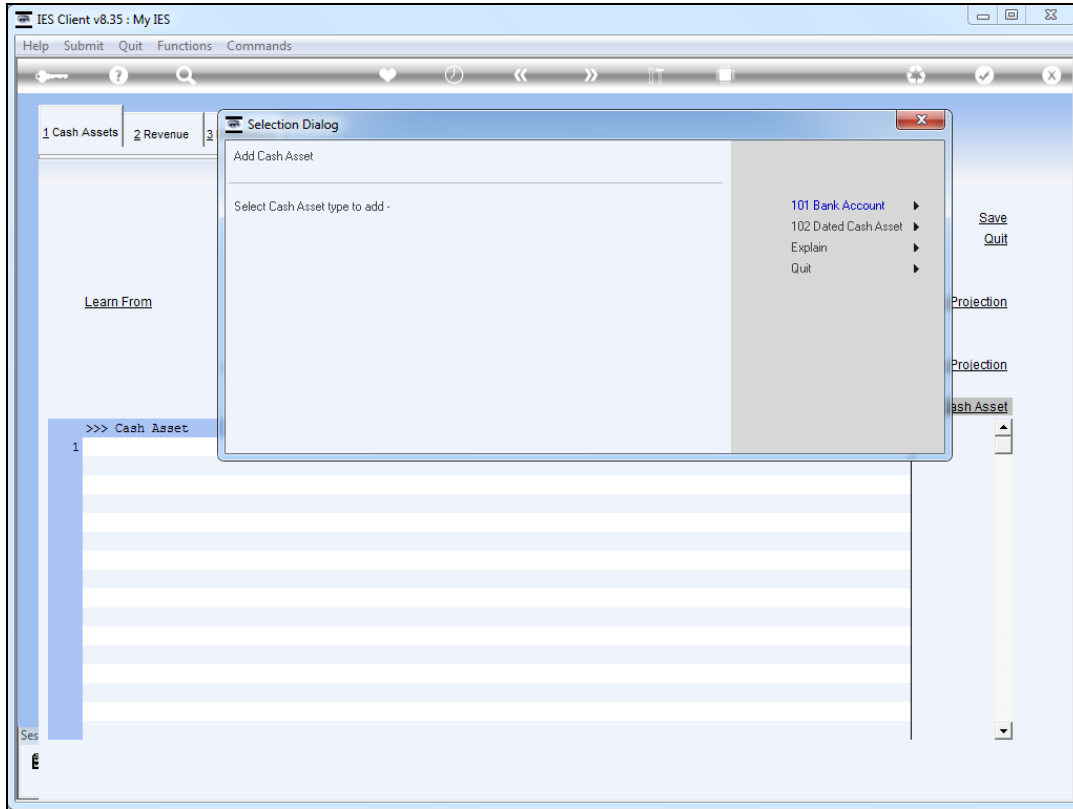 IES Client v8.35 : My IES
Help Submit Quit Functions Commands
1 Cash Assets
2 Revenue
3
Selection Dialog
Add Cash Asset
Select Cash Asset type to add -
101 Bank Account
102 Dated Cash Asset
Explain
Quit
Save
Quit
Learn From
Projection
Projection
Asset
>>> Cash Asset
1
Ses